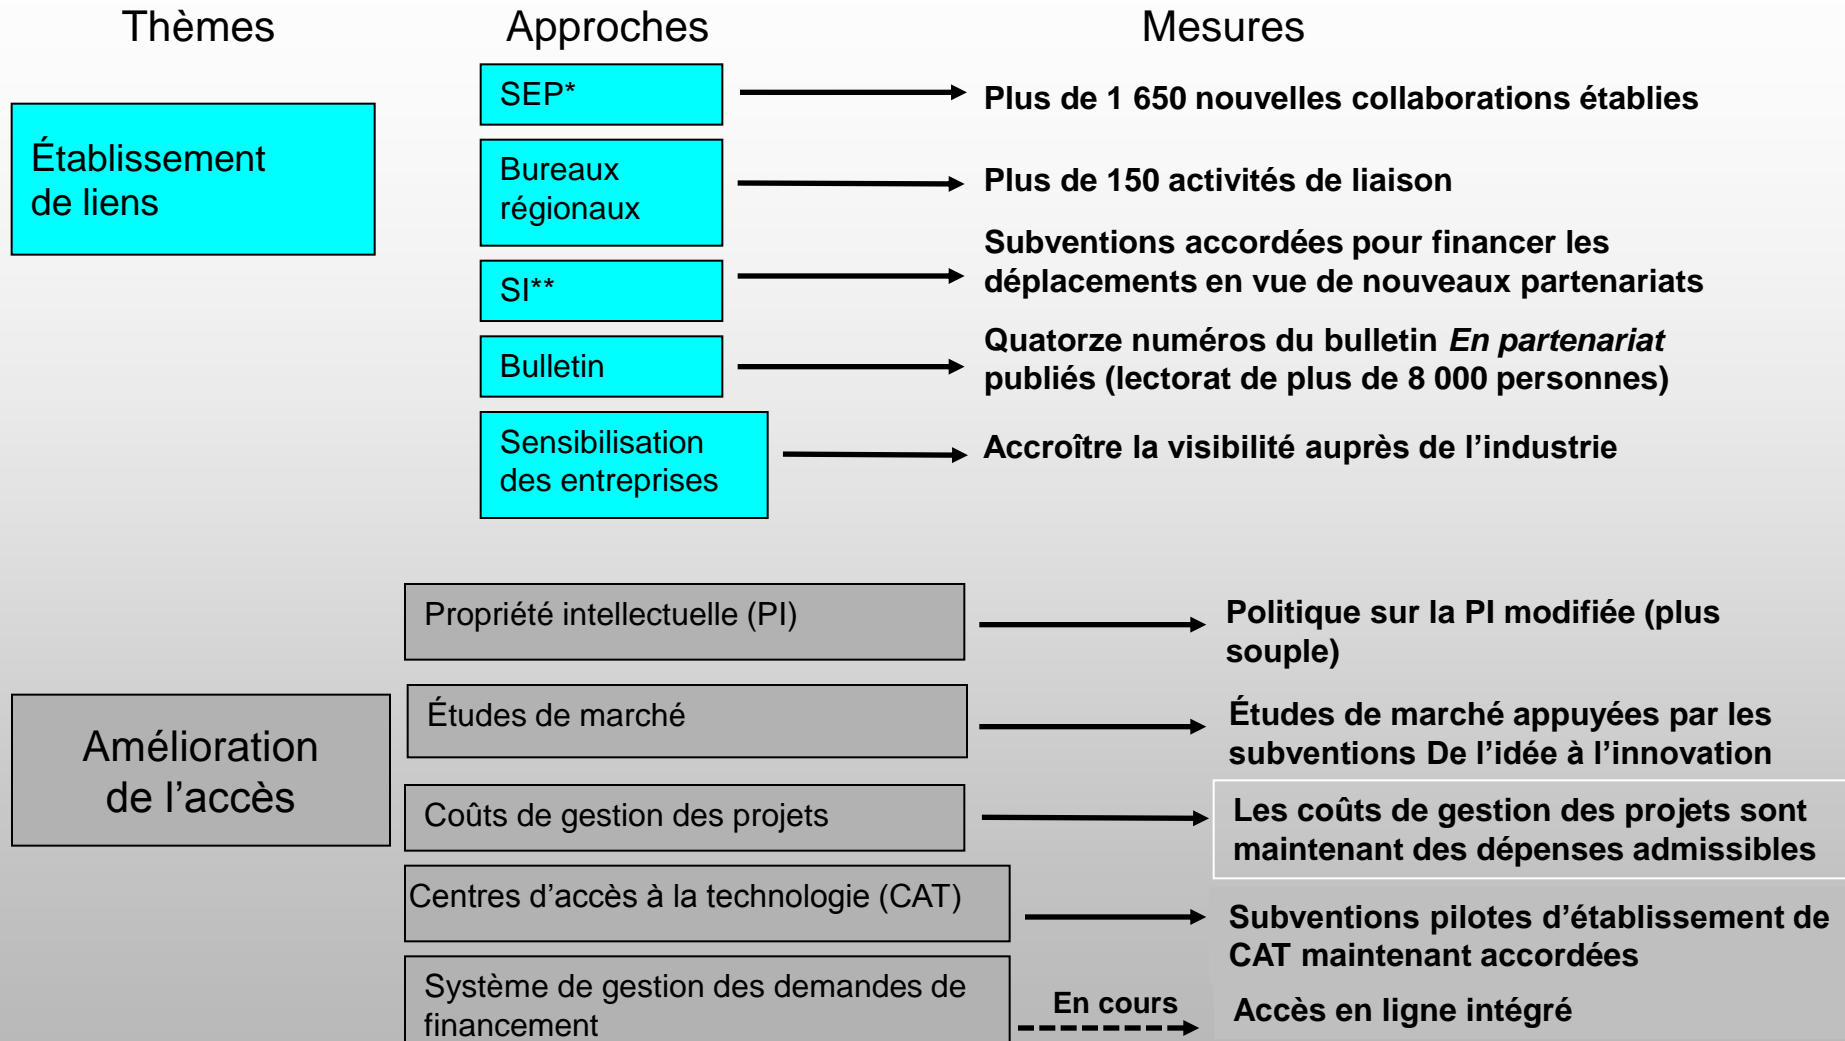 Thèmes
Approches
Mesures
Établissement
de liens
SEP*
Plus de 1 650 nouvelles collaborations établies
Bureaux
régionaux
Plus de 150 activités de liaison
SI**
Subventions accordées pour financer les
déplacements en vue de nouveaux partenariats
Bulletin
Quatorze numéros du bulletin En partenariat
publiés (lectorat de plus de 8 000 personnes)
Sensibilisation
des entreprises
Accroître la visibilité auprès de l’industrie
Amélioration
de l’accès
Propriété intellectuelle (PI)
Politique sur la PI modifiée (plus
souple)
Études de marché
Études de marché appuyées par les
subventions De l’idée à l’innovation
Coûts de gestion des projets
Les coûts de gestion des projets sont
maintenant des dépenses admissibles
Centres d’accès à la technologie (CAT)
Subventions pilotes d’établissement de
CAT maintenant accordées
Système de gestion des demandes de
financement
En cours
Accès en ligne intégré